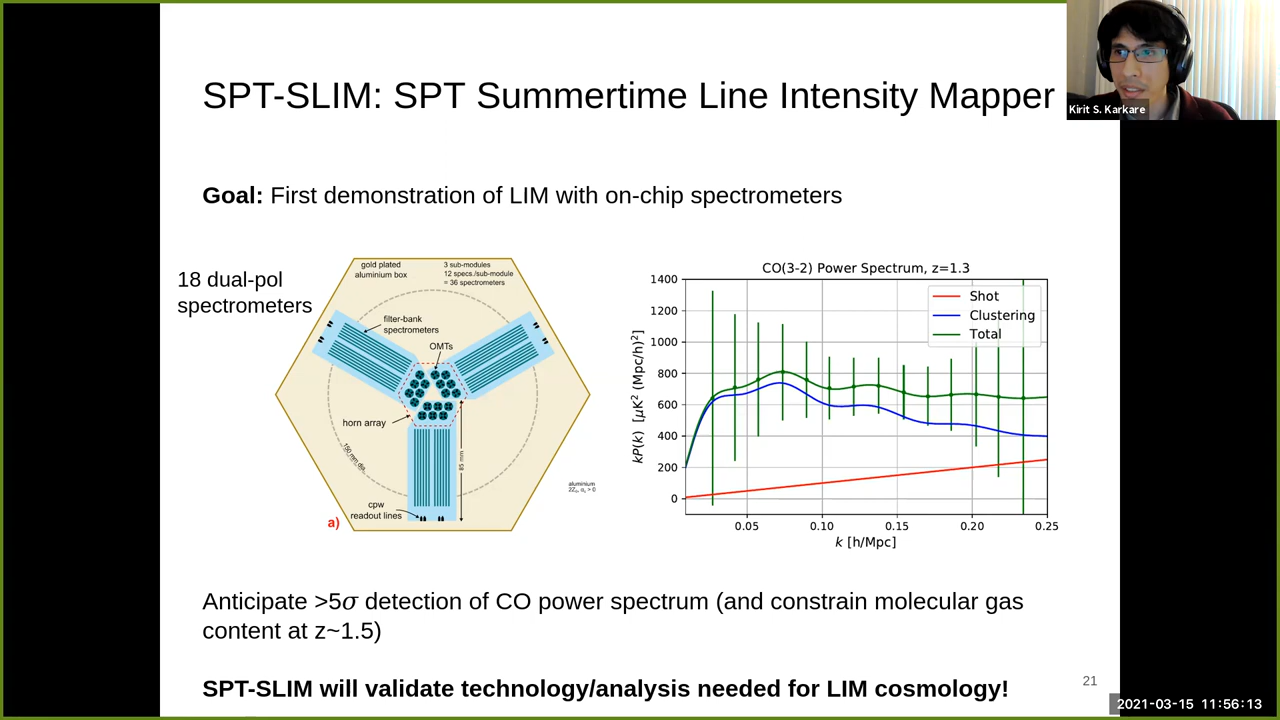 SPT-SLIM: SPT Summertime Line Intensity Mapper
Kirit S. Karkare
Goal: First demonstration of LIM with on-chip spectrometers
18 dual-pol
spectrometers
gold plated
aluminium box
3 sub-modules
12 specs./sub-module
= 36 spectrometers
filter-bank
spectrometers
OMTs
horn array
150 mm dia.
85 mm
cpw
readout lines
a)
aluminium
CO(3-2) Power Spectrum, z=1.3
Shot
Clustering
Total
1400
1200
1000
800
600
400
200
0
kP(k) [μK² (Mpc/h)²]
0.05
0.10
0.15
0.20
0.25
k [h/Mpc]
Anticipate >5σ detection of CO power spectrum (and constrain molecular gas
content at z~1.5)
SPT-SLIM will validate technology/analysis needed for LIM cosmology!
21
2021-03-15 11:56:13